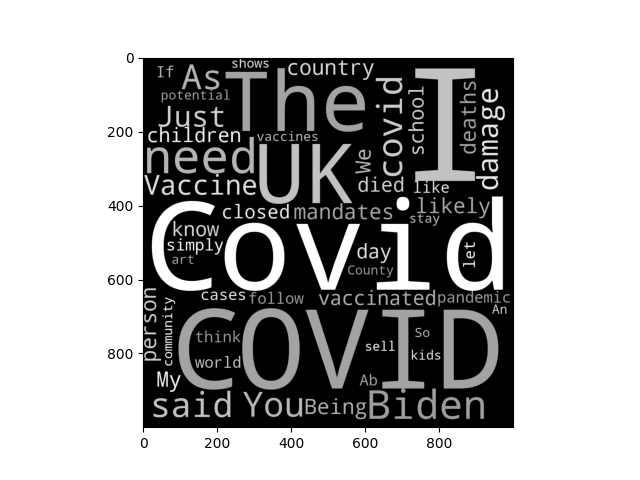 0
If
As
shows
country
The
covid
school
I
deaths
damage
potential
Just
200
children
vaccines
need
UK
We
Vaccine
died
like
400
closed
mandates
likely
stay
Covid
know
simply
art
day
County
let
600
person
community
cases
follow
vaccinated
pandemic
An
COVID
think
world
So
sell
kids
800
My
Ab
said
You
Being
Biden
0 200 400 600 800